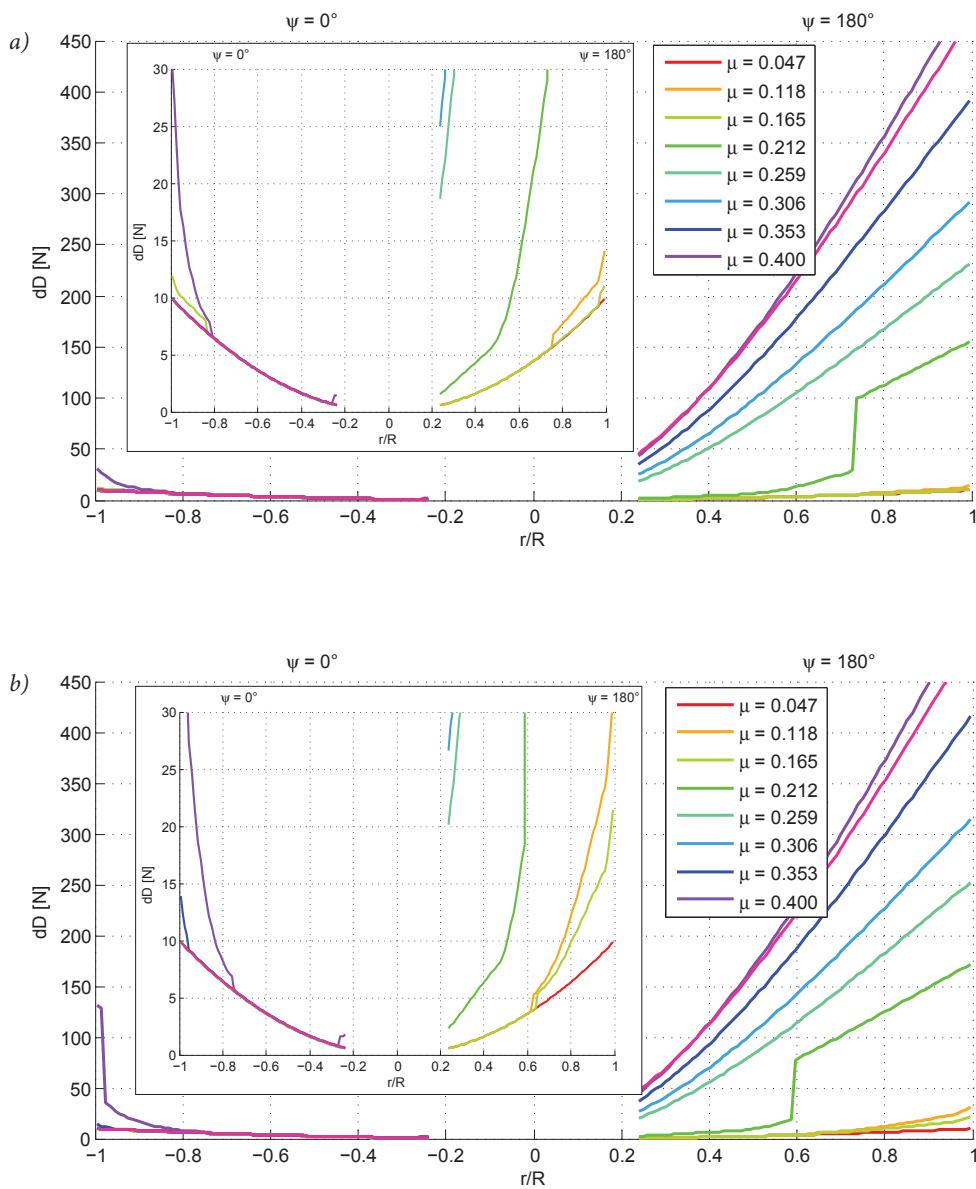 a)
ψ = 0° ψ = 180°
450
400
350
300
250
200
150
100
50
0
dD [N]
−1 −0.8 −0.6 −0.4 −0.2 0 0.2 0.4 0.6 0.8 1
r/R
ψ = 0° ψ = 180°
30
25
20
15
10
5
0
dD [N]
−1 −0.8 −0.6 −0.4 −0.2 0 0.2 0.4 0.6 0.8 1
r/R
μ = 0.047
μ = 0.118
μ = 0.165
μ = 0.212
μ = 0.259
μ = 0.306
μ = 0.353
μ = 0.400
b)
ψ = 0° ψ = 180°
450
400
350
300
250
200
150
100
50
0
dD [N]
−1 −0.8 −0.6 −0.4 −0.2 0 0.2 0.4 0.6 0.8 1
r/R
ψ = 0° ψ = 180°
30
25
20
15
10
5
0
dD [N]
−1 −0.8 −0.6 −0.4 −0.2 0 0.2 0.4 0.6 0.8 1
r/R
μ = 0.047
μ = 0.118
μ = 0.165
μ = 0.212
μ = 0.259
μ = 0.306
μ = 0.353
μ = 0.400